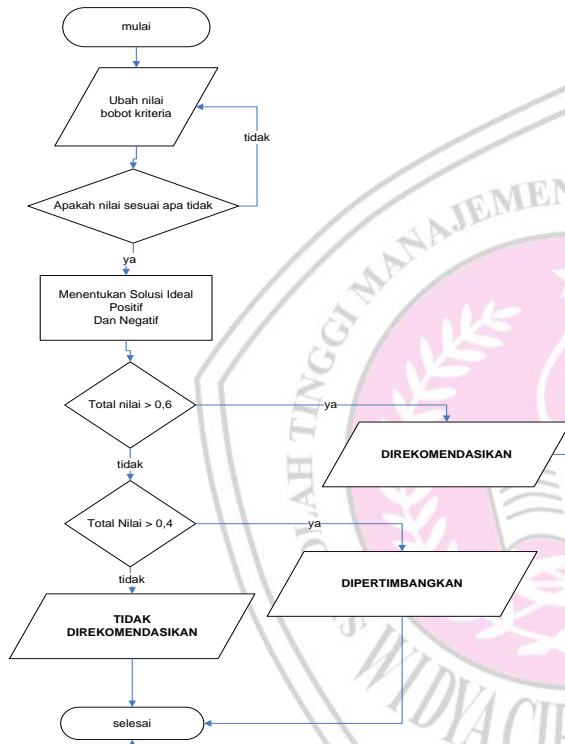 mulai
Ubah nilai
bobot kriteria
tidak
Apakah nilai sesuai apa tidak
ya
Menentukan Solusi Ideal
Positif
Dan Negatif
Total nilai > 0,6
ya
DIREKOMENDASIKAN
tidak
Total Nilai > 0,4
ya
DIPERTIMBANGKAN
tidak
TIDAK
DIREKOMENDASIKAN
selesai
TINGGI MANAJEMEN
WIDYA CIP